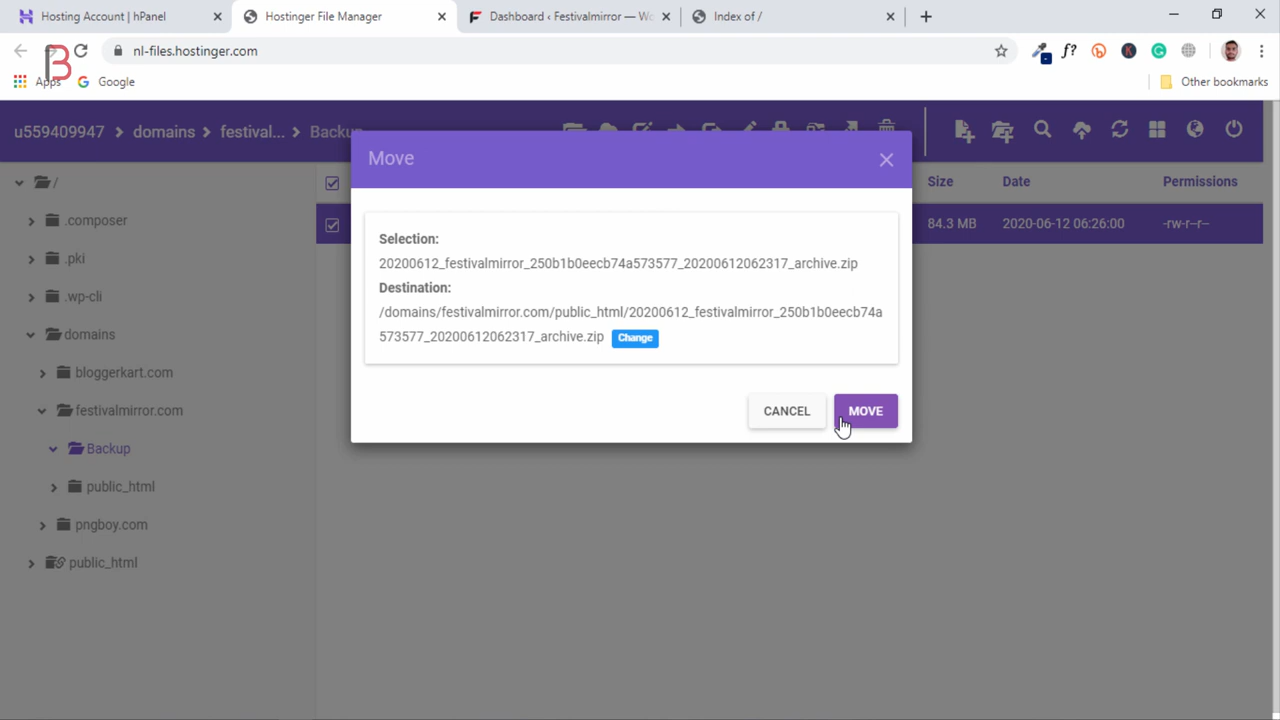 Hosting Account | hPanel
Hostinger File Manager
Dashboard ‹ Festivalmirror — Wo
Index of /
nl-files.hostinger.com
f?
Apps
Google
Other bookmarks
u559409947 > domains > festival... > Backup
Move
Size
Date
Permissions
/
.composer
84.3 MB
2020-06-12 06:26:00
-rw-r--r--
.pki
.wp-cli
domains
bloggerkart.com
festivalmirror.com
Backup
public_html
pngboy.com
public_html
Selection:
20200612_festivalmirror_250b1b0eecb74a573577_20200612062317_archive.zip
Destination:
/domains/festivalmirror.com/public_html/20200612_festivalmirror_250b1b0eecb74a
573577_20200612062317_archive.zip Change
CANCEL
MOVE